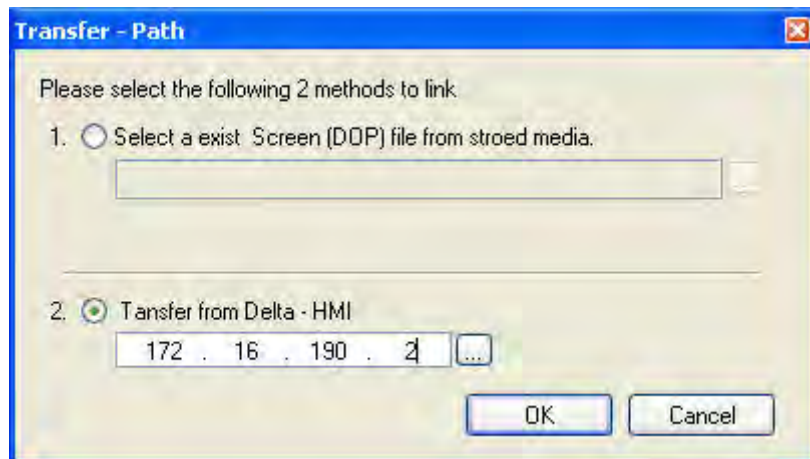 Transfer - Path
Please select the following 2 methods to link
1. Select a exist Screen (DOP) file from stroed media.
2. Tansfer from Delta - HMI
172 . 16 . 190 . 2 ...
OK Cancel